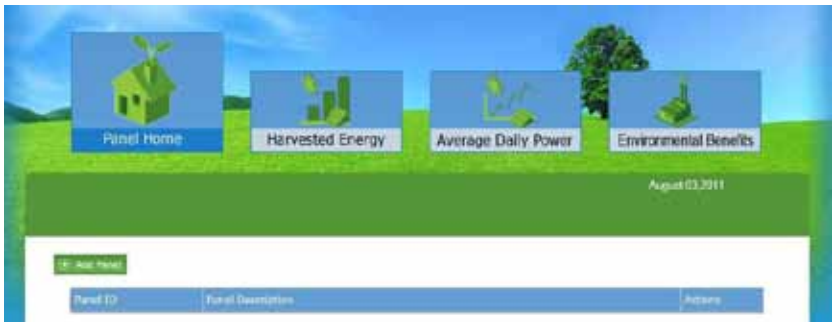 Panel Home
Harvested Energy
Average Daily Power
Environmental Benefits
August 03,2011
Add Panel
Panel ID
Panel Description
Actions